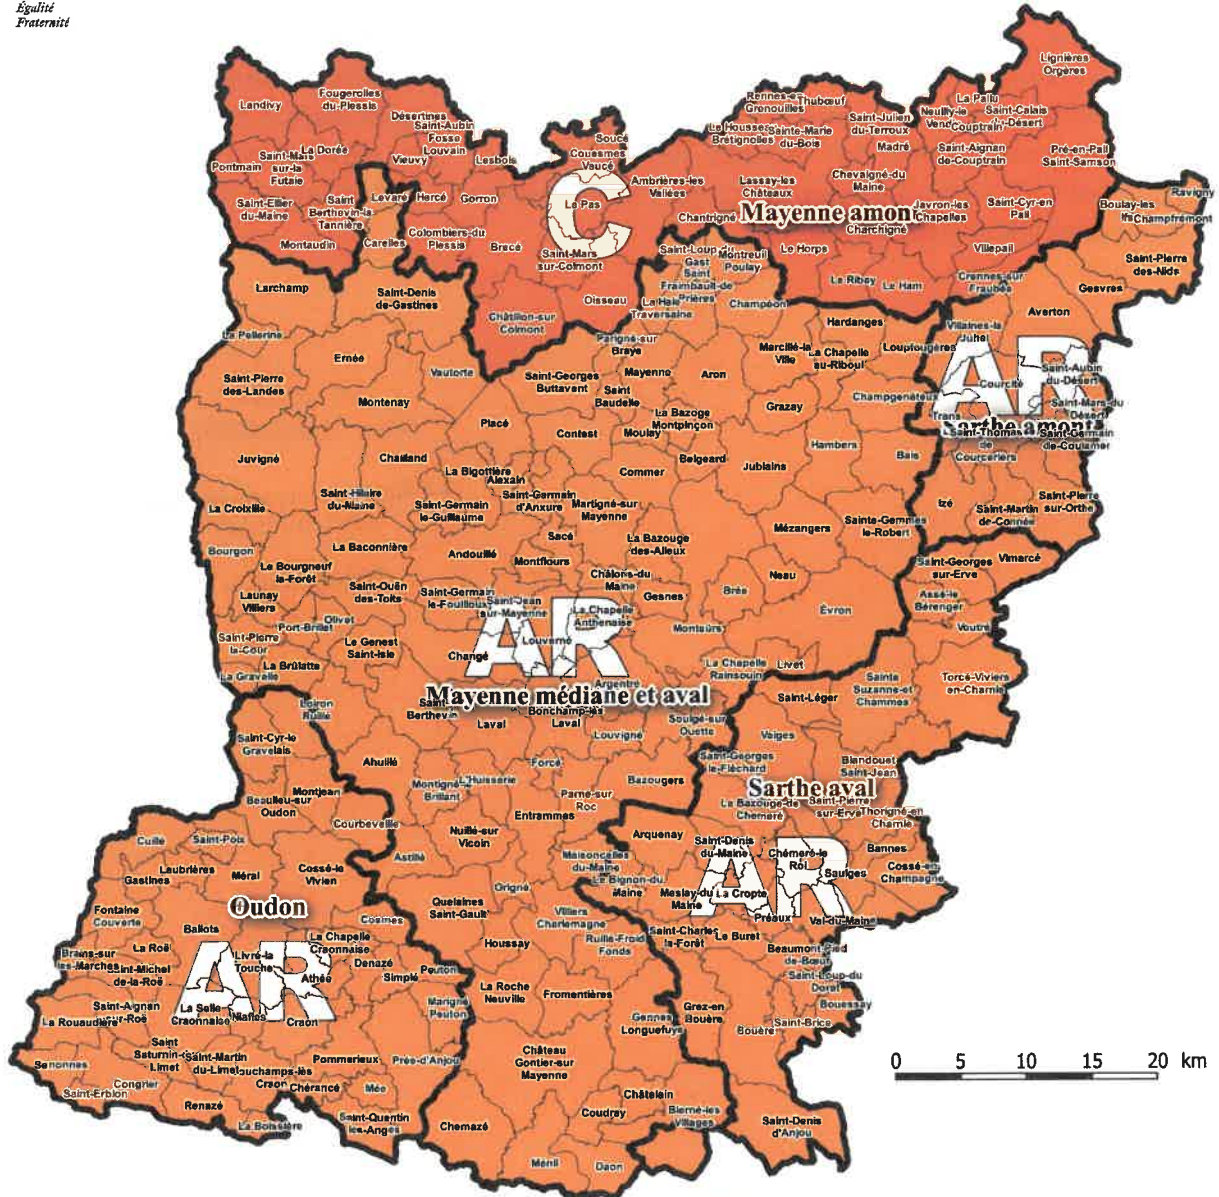 Égalité
Fraternité
Lignières
Orgères
Landivy
Fougerolles
du-Plessis
Désertines
Saint-Aubin
Fosse
Louvain
Vieuvy
Lesbois
La Dorée
Saint-Mars
sur-la
Futaie
Pontmain
Saint-Ellier
du-Maine
Saint
Berthevin-la
Tannière
Montaudin
Levaré
Hercé
Gorron
Carelles
Colombiers-du
Plessis
Brecé
Soucé
Couesmes
Vaucé
Le Pas
C
Saint-Mars
sur-Colmont
Ambrières-les
Vallées
Chantrigné
Oisseau
Châtillon-sur
Colmont
Rennes-en
Grenouilles
Thubœuf
Le Housseau
Brétignolles
Sainte-Marie
du-Bois
Saint-Julien
du-Terroux
Madré
La Pallu
Neuilly-le
Vendin
Couptrain
Saint-Calais
du-Désert
Saint-Aignan
de-Couptrain
Pré-en-Pail
Saint-Samson
Lassay-les
Châteaux
Chevaigné-du
Maine
Mayenne amont
Javron-les
Chapelles
Charchigné
Saint-Cyr-en
Pail
Villepail
Le Horps
Le Ribay
Le Ham
Crennes-sur
Fraubée
Ravigny
Boulay-les
Ifs
Champfrémont
Saint-Pierre
des-Nids
Gesvres
Averton
Villaines-la
Juhel
Loupfougères
AR
Courcité
Saint-Aubin
du-Désert
Saint-Mars-du
Désert
Trans
Sarthe amont
Saint-Thomas
de
Courceriers
Saint-Germain
de-Coulamer
Izé
Saint-Martin
de-Connée
Saint-Pierre
sur-Orthe
Saint-Loup-du
Gast
Saint
Fraimbault-de
Prières
Montreuil
Poulay
La Haie
Traversaine
Champéon
Larchamp
Saint-Denis
de-Gastines
La Pellerine
Ernée
Vautorte
Saint-Pierre
des-Landes
Montenay
Parigné-sur
Braye
Mayenne
Saint-Georges
Buttavent
Saint
Baudelle
Aron
Marcillé-la
Ville
Hardanges
La Chapelle
au-Riboul
Champgenéteux
Grazay
La Bazoge
Montpinçon
Placé
Contest
Moulay
Hambers
Bais
Juvigné
Chailland
La Bigottière
Alexain
Commer
Belgeard
Jublains
La Croixille
Saint-Hilaire
du-Maine
Saint-Germain
le-Guillaume
Saint-Germain
d'Anxure
Martigné-sur
Mayenne
Mézangers
Sainte-Gemmes
le-Robert
Bourgon
La Baconnière
Andouillé
Sacé
Montflours
La Bazouge
des-Alleux
Le Bourgneuf
la-Forêt
Châlons-du
Maine
Neau
Launay
Villiers
Saint-Ouën
des-Toits
Saint-Germain
le-Fouilloux
Saint-Jean
sur-Mayenne
La Chapelle
Anthenaise
Gesnes
Brée
Évron
Port-Brillet
Olivet
Saint-Pierre
la-Cour
Le Genest
Saint-Isle
AR
Louverné
Changé
Montsûrs
La Brûlatte
La Gravelle
La Chapelle
Rainsouin
Livet
Argentré
Mayenne médiane et aval
Saint-
Berthevin
Laval
Bonchamp-lès
Laval
Louvigné
Soulgé-sur
Ouette
Saint-Georges
sur-Erve
Vimarcé
Assé-le
Bérenger
Voutré
Torcé-Viviers
en-Charnie
Sainte
Suzanne-et
Chammes
Saint-Léger
Vaiges
Saint-Georges
le-Fléchard
Blandouet
Saint-Jean
Sarthe aval
La Bazouge-de
Chemeré
Saint-Pierre
sur-Erve
Thorigné-en
Charnie
Loiron
Ruillé
Saint-Cyr-le
Gravelais
Ahuillé
Montigné-le
Brillant
L'Huisserie
Forcé
Parné-sur
Roc
Bazougers
Entrammes
Beaulieu-sur
Oudon
Montjean
Courbeveille
Nuillé-sur
Vicoin
Astillé
Arquenay
Saint-Denis
du-Maine
Chémeré-le
Roi
Bannes
Cossé-en
Champagne
Saulges
AR
Maisoncelles
du-Maine
Le Bignon-du
Maine
Meslay-du
Maine
La Cropte
Préaux
Val-du-Maine
Cuillé
Saint-Poix
Laubrières
Gastines
Méral
Cossé-le
Vivien
Oudon
Fontaine
Couverte
Ballots
Cosmes
Origné
Quelaines
Saint-Gault
Villiers
Charlemagne
Ruille-Froid
Fonds
Houssay
Saint-Charles
la-Forêt
Le Buret
Beaumont-Pied
de-Bœuf
Saint-Loup-du
Dorat
Bouessay
La Roë
Brains-sur
les-Marches
Saint-Michel
de-la-Roë
Livré-la
Touche
La Chapelle
Craonnaise
Athée
Denazé
Simplé
Peuton
AR
La Selle
Craonnaise
Niafles
Craon
Saint-Aignan
sur-Roë
La Rouaudière
Marigné
Peuton
La Roche
Neuville
Fromentières
Gennes
Longuefuye
Grez-en
Bouère
Bouère
Saint-Brice
Senonnes
Saint
Saturnin-du
Limet
Saint-Martin
du-Limet
Bouchamps-lès
Craon
Chérancé
Pommerieux
Prée-d'Anjou
Mée
Saint-Erblon
Congrier
Renazé
La Boissière
Saint-Quentin
les-Anges
Château
Gontier-sur
Mayenne
Chemazé
Coudray
Châtelain
Bierné-les
Villages
Saint-Denis
d'Anjou
Ménil
Daon
0 5 10 15 20 km